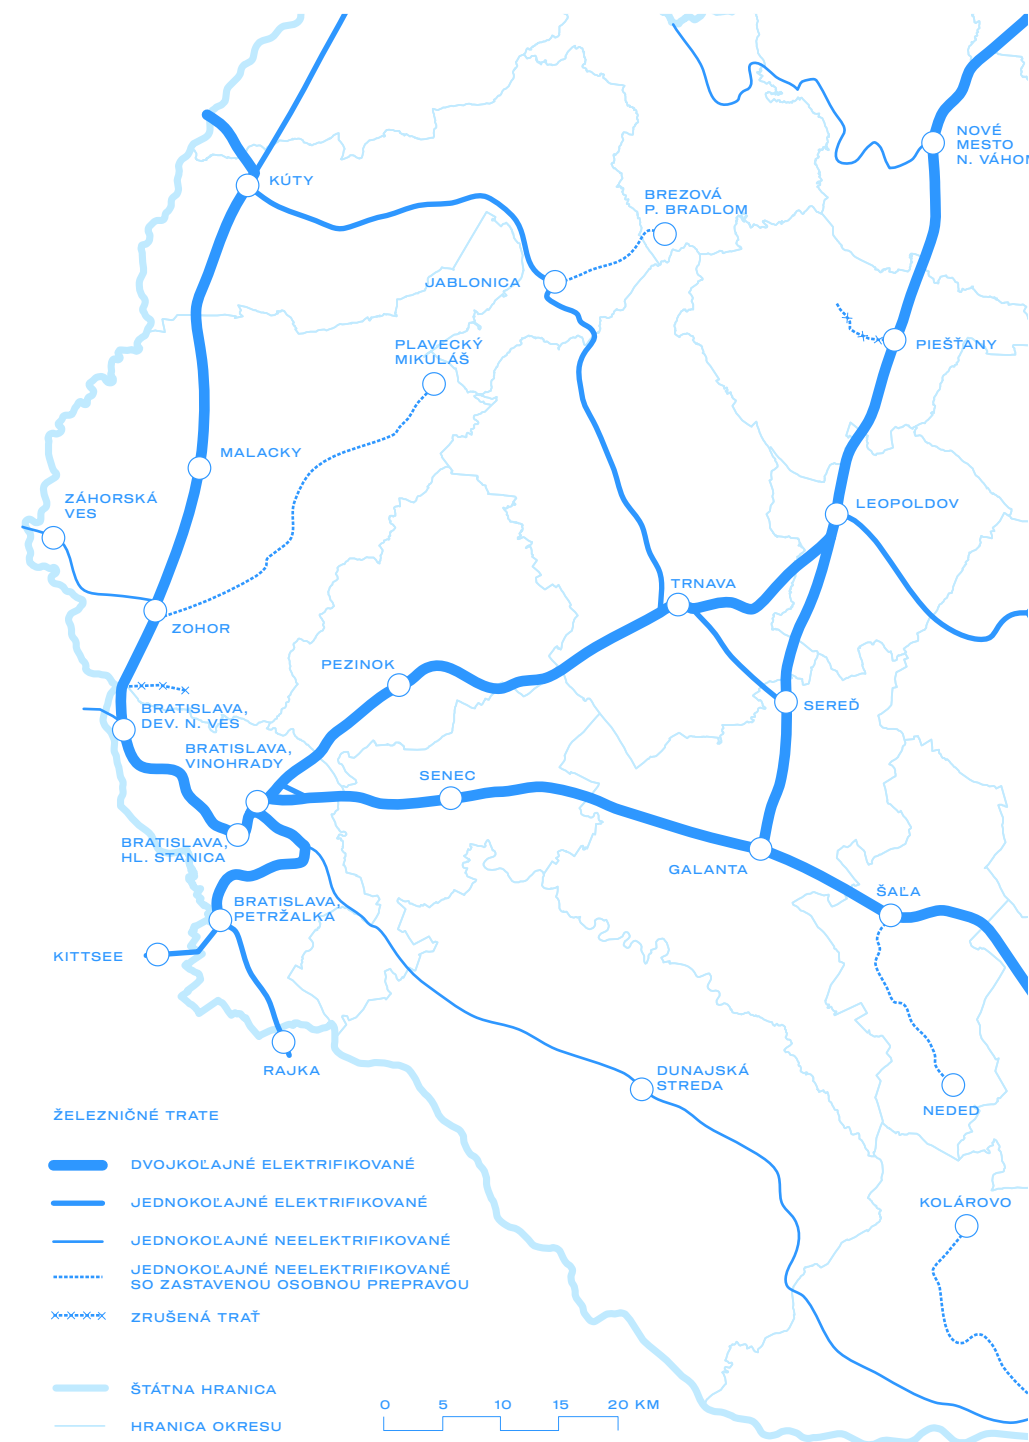 NOVÉ
MESTO
N. VÁHOM
KÚTY
BREZOVÁ
P. BRADLOM
JABLONICA
PLAVECKÝ
MIKULÁŠ
PIEŠŤANY
MALACKY
ZÁHORSKÁ
VES
LEOPOLDOV
TRNAVA
ZOHOR
PEZINOK
BRATISLAVA,
DEV. N. VES
SEREĎ
BRATISLAVA,
VINOHRADY
SENEC
BRATISLAVA,
HL. STANICA
GALANTA
ŠAĽA
BRATISLAVA,
PETRŽALKA
KITTSEE
RAJKA
DUNAJSKÁ
STREDA
NEDED
KOLÁROVO
ŽELEZNIČNÉ TRATE
DVOJKOĽAJNÉ ELEKTRIFIKOVANÉ
JEDNOKOĽAJNÉ ELEKTRIFIKOVANÉ
JEDNOKOĽAJNÉ NEELEKTRIFIKOVANÉ
JEDNOKOĽAJNÉ NEELEKTRIFIKOVANÉ
SO ZASTAVENOU OSOBNOU PREPRAVOU
ZRUŠENÁ TRAŤ
ŠTÁTNA HRANICA
HRANICA OKRESU
0 5 10 15 20 KM